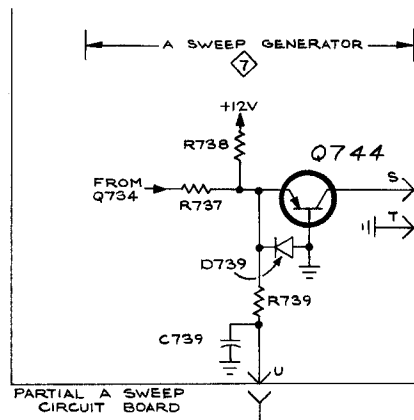 A SWEEP GENERATOR
7
+12V
R738
Q744
FROM
Q734
R737
S
T
D739
R739
C739
U
PARTIAL A SWEEP
CIRCUIT BOARD